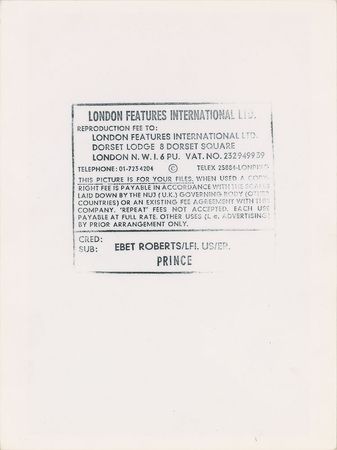 LONDON FEATURES INTERNATIONAL LTD.
REPRODUCTION FEE TO:
LONDON FEATURES INTERNATIONAL LTD.
DORSET LODGE 8 DORSET SQUARE
LONDON N.W.1.6 PU. VAT. NO. 232949939
TELEPHONE: 01-7234204 © TELEX 25884-LONPIX
THIS PICTURE IS FOR YOUR FILES. WHEN USED A COPY
RIGHT FEE IS PAYABLE IN ACCORDANCE WITH THE SCALES
LAID DOWN BY THE NUJ (U.K.) GOVERNING BODY (OTHER
COUNTRIES) OR AN EXISTING FEE AGREEMENT WITH THIS
COMPANY. 'REPEAT' FEES NOT ACCEPTED. EACH USE
PAYABLE AT FULL RATE. OTHER USES (i.e. ADVERTISING)
BY PRIOR ARRANGEMENT ONLY.
CRED:
SUB: EBET ROBERTS/LFI. US/ER.
PRINCE